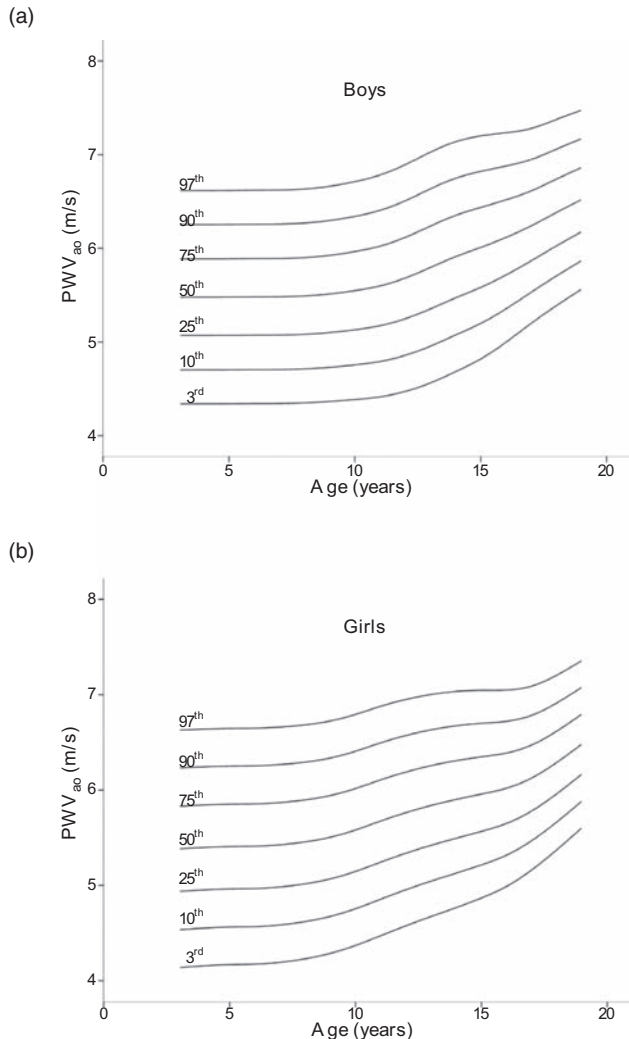 (a)
Boys
8
7
6
5
4
PWVao (m/s)
97th
90th
75th
50th
25th
10th
3rd
0 5 10 15 20
Age (years)
(b)
Girls
8
7
6
5
4
PWVao (m/s)
97th
90th
75th
50th
25th
10th
3rd
0 5 10 15 20
Age (years)